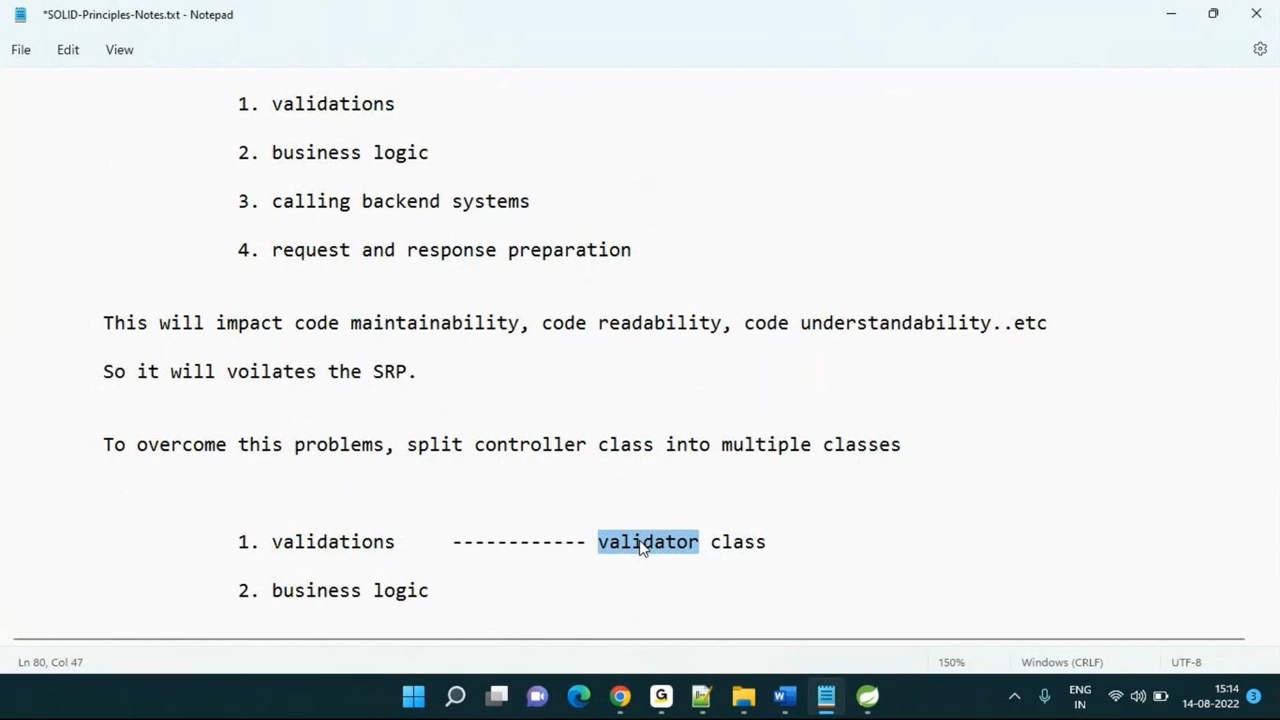 *SOLID-Principles-Notes.txt - Notepad
File Edit View
1. validations
2. business logic
3. calling backend systems
4. request and response preparation
This will impact code maintainability, code readability, code understandability..etc
So it will voilates the SRP.
To overcome this problems, split controller class into multiple classes
1. validations ------------ validator class
2. business logic
Ln 80, Col 47 150% Windows (CRLF) UTF-8
ENG 15:14
IN 14-08-2022 3